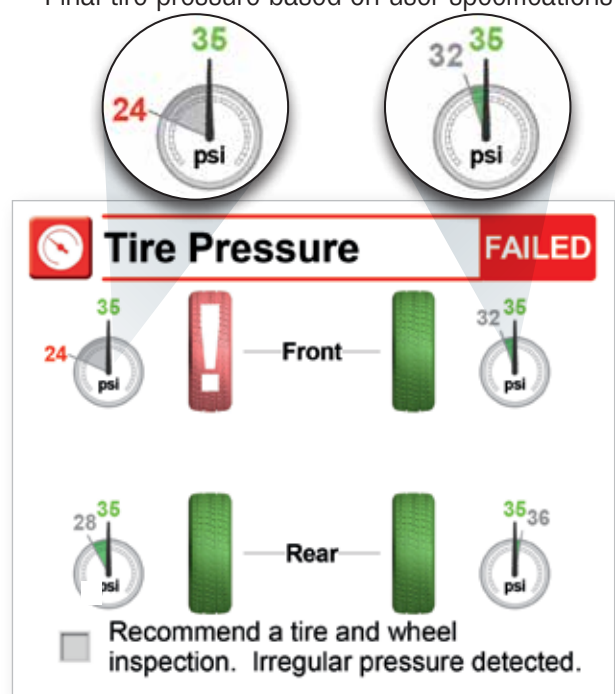 Final tire pressure based on user specifications
35
24
psi
32 35
psi
Tire Pressure
FAILED
35
24
psi
!
Front
32 35
psi
28 35
psi
Rear
35 36
psi
Recommend a tire and wheel
inspection. Irregular pressure detected.